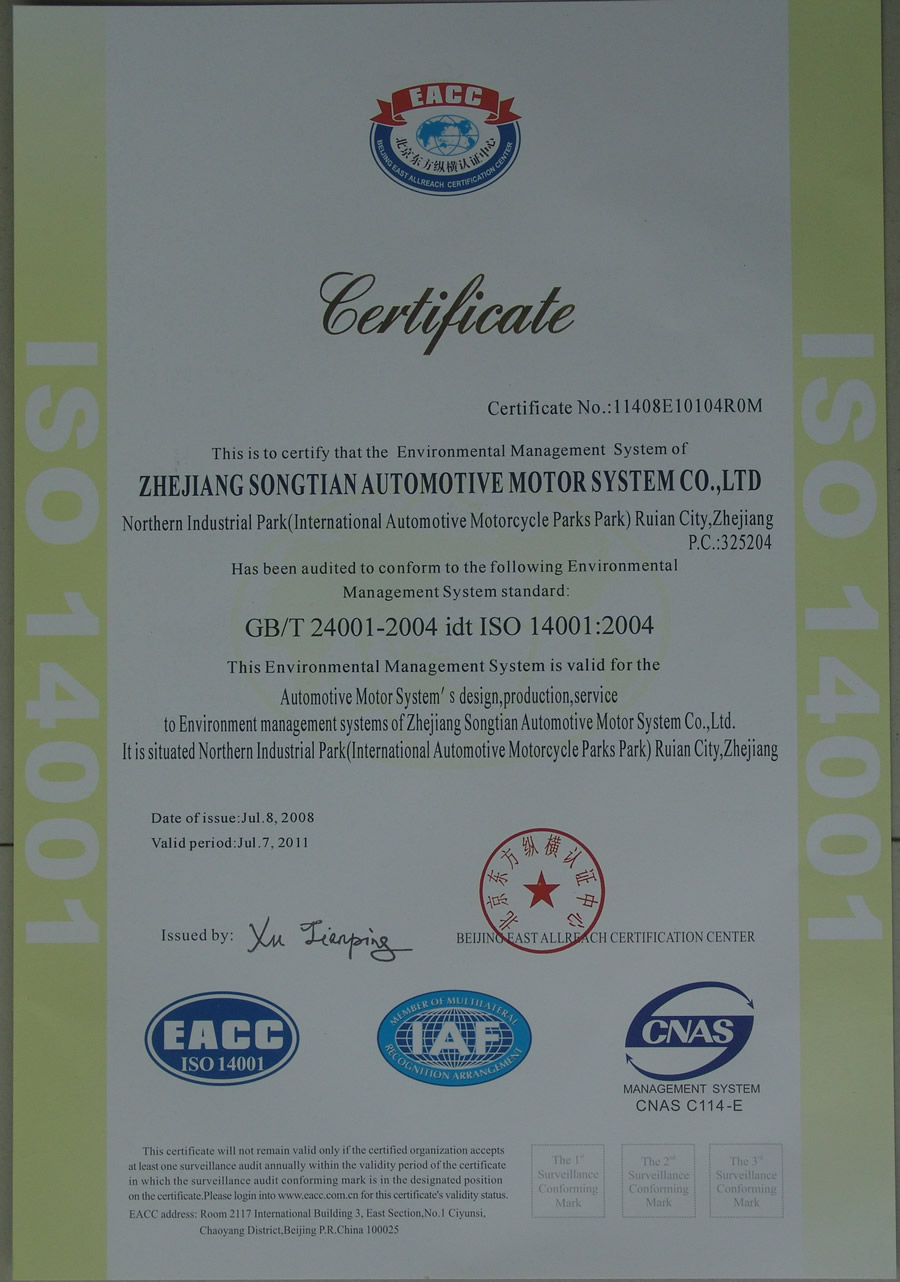 EACC
北京东方纵横认证中心
BEIJING EAST ALLREACH CERTIFICATION CENTER
Certificate
Certificate No.:11408E10104R0M
This is to certify that the Environmental Management System of
ZHEJIANG SONGTIAN AUTOMOTIVE MOTOR SYSTEM CO.,LTD
Northern Industrial Park(International Automotive Motorcycle Parks Park) Ruian City,Zhejiang
P.C.:325204
Has been audited to conform to the following Environmental
Management System standard:
GB/T 24001-2004 idt ISO 14001:2004
This Environmental Management System is valid for the
Automotive Motor System's design,production,service
to Environment management systems of Zhejiang Songtian Automotive Motor System Co.,Ltd.
It is situated Northern Industrial Park(International Automotive Motorcycle Parks Park) Ruian City,Zhejiang
ISO 14001
ISO 14001
Date of issue:Jul.8, 2008
Valid period:Jul.7, 2011
北京东方纵横认证中心
Issued by: Xu Tianping
BEIJING EAST ALLREACH CERTIFICATION CENTER
EACC
ISO 14001
MEMBER OF MULTILATERAL
IAF
RECOGNITION ARRANGEMENT
CNAS
MANAGEMENT SYSTEM
CNAS C114-E
This certificate will not remain valid only if the certified organization accepts
at least one surveillance audit annually within the validity period of the certificate
in which the surveillance audit conforming mark is in the designated position
on the certificate.Please login into www.eacc.com.cn for this certificate's validity status.
EACC address: Room 2117 International Building 3, East Section,No.1 Ciyunsi,
Chaoyang District,Beijing P.R.China 100025
The 1st
Surveillance
Conforming
Mark
The 2nd
Surveillance
Conforming
Mark
The 3rd
Surveillance
Conforming
Mark